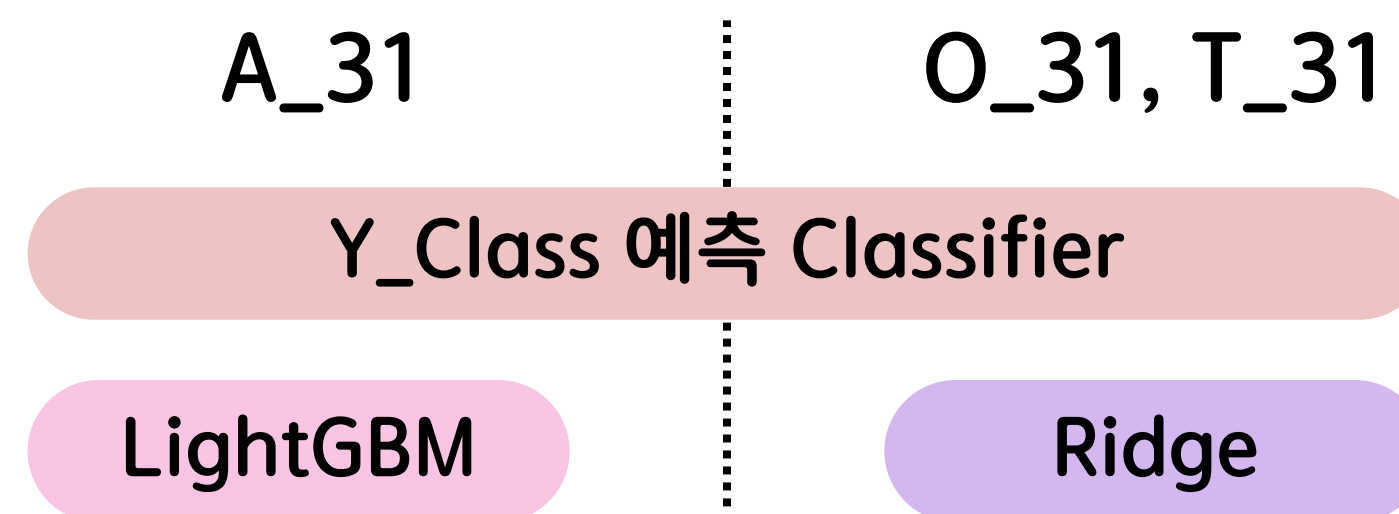 A_31
O_31, T_31
Y_Class 예측 Classifier
LightGBM
Ridge